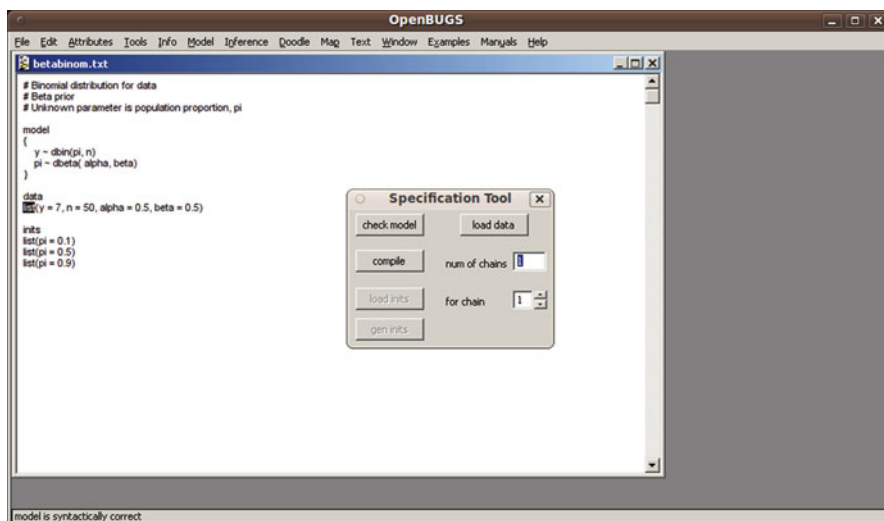 OpenBUGS
File Edit Attributes Tools Info Model Inference Doodle Map Text Window Examples Manuals Help
betabinom.txt
# Binomial distribution for data
# Beta prior
# Unknown parameter is population proportion, pi
model
{
y ~ dbin(pi, n)
pi ~ dbeta( alpha, beta)
}
data
list(y = 7, n = 50, alpha = 0.5, beta = 0.5)
inits
list(pi = 0.1)
list(pi = 0.5)
list(pi = 0.9)
Specification Tool
check model load data
compile num of chains 1
load inits for chain 1
gen inits
model is syntactically correct